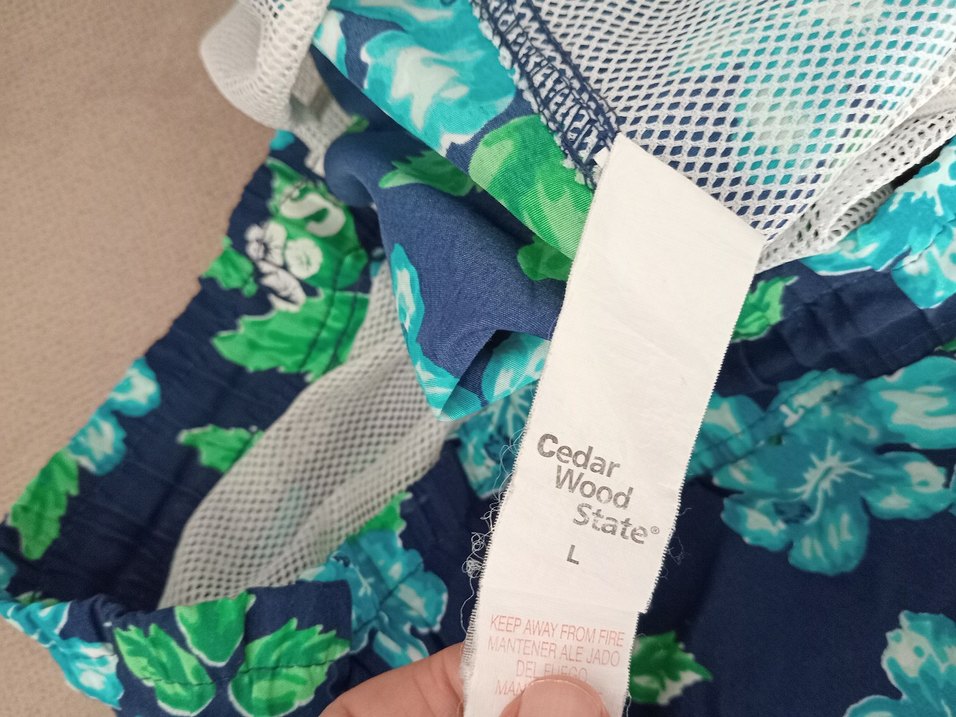 Cedar
Wood
State®
L
KEEP AWAY FROM FIRE
MANTENER ALE JADO
DEL FUEGO